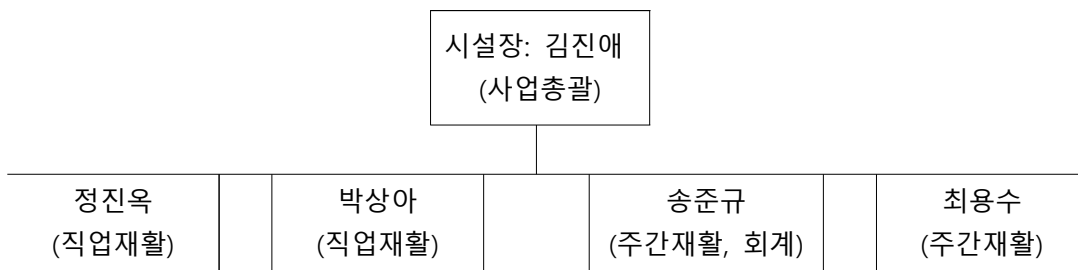 시설장: 김진애
(사업총괄)
정진옥
(직업재활)
박상아
(직업재활)
송준규
(주간재활, 회계)
최용수
(주간재활)